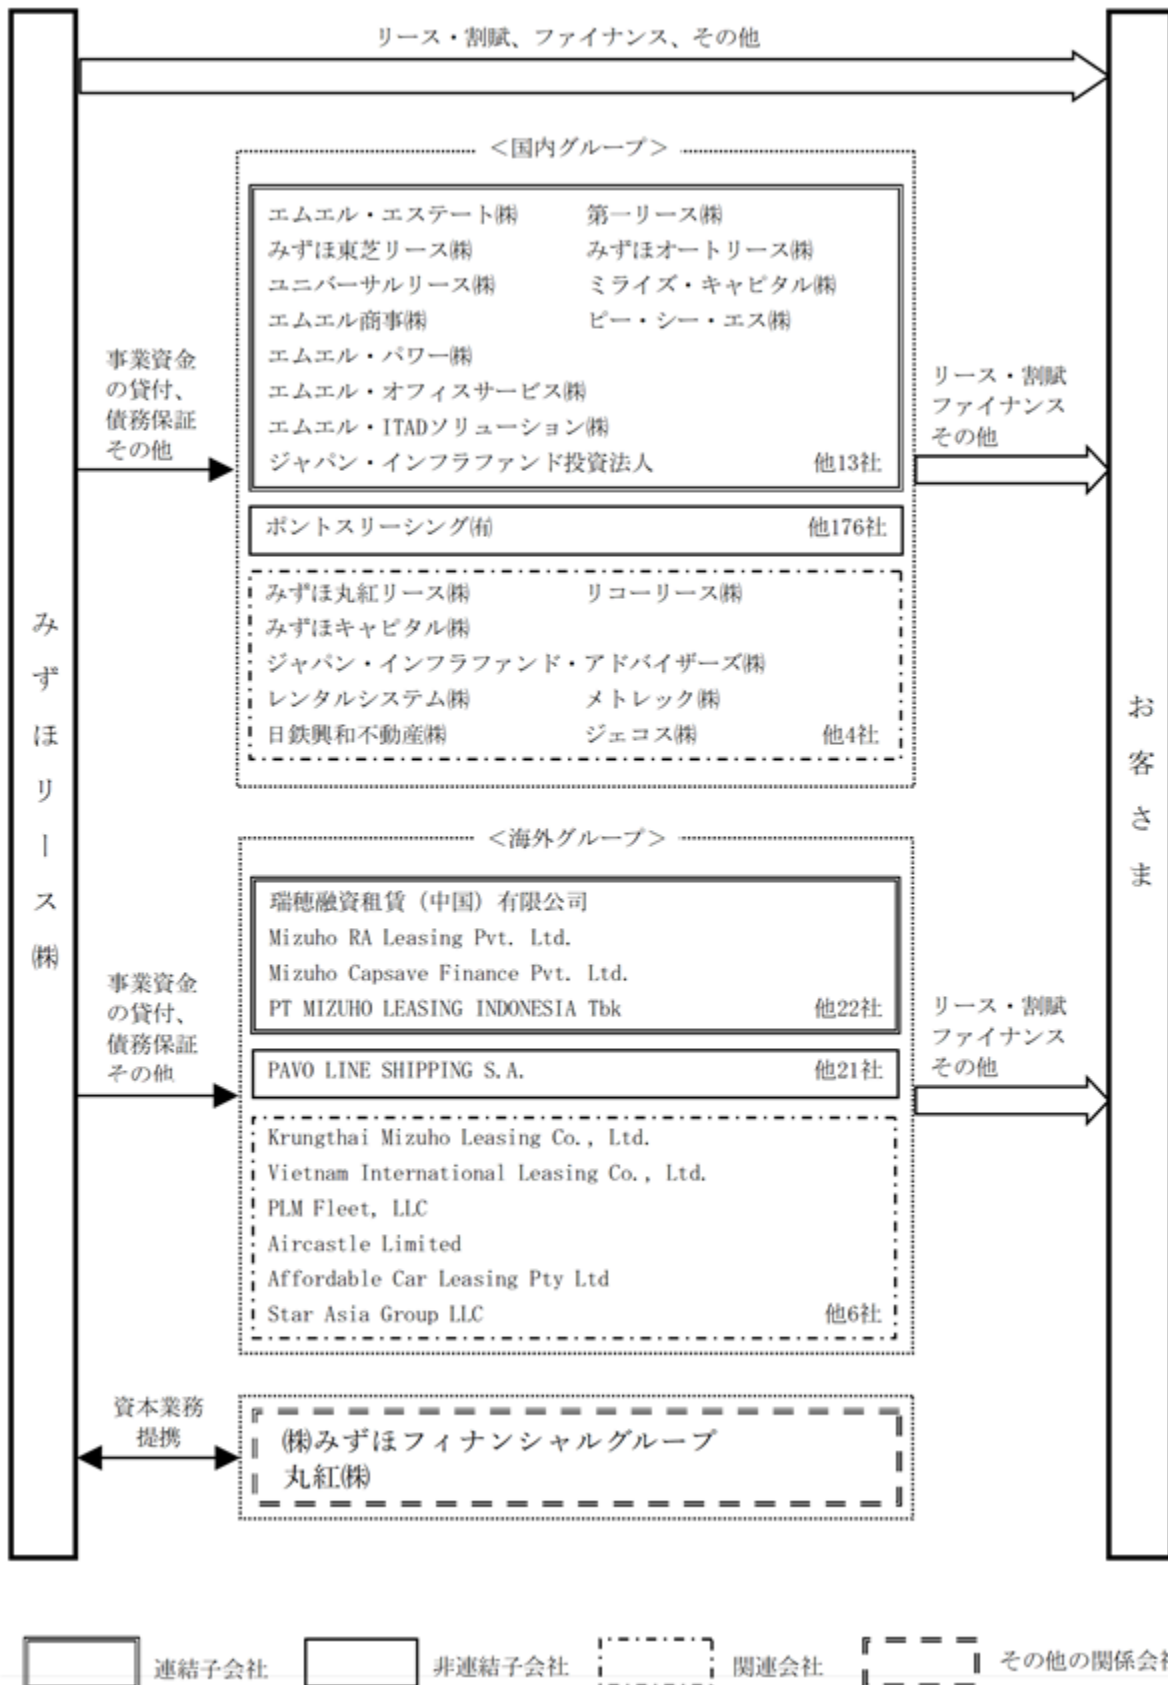 リース・割賦、ファイナンス、その他
＜国内グループ＞
エムエル・エステート㈱ 第一リース㈱
みずほ東芝リース㈱ みずほオートリース㈱
ユニバーサルリース㈱ ミライズ・キャピタル㈱
エムエル商事㈱ ピー・シー・エス㈱
エムエル・パワー㈱
エムエル・オフィスサービス㈱
エムエル・ITADソリューション㈱
ジャパン・インフラファンド投資法人 他13社
事業資金
の貸付、
債務保証
その他
リース・割賦
ファイナンス
その他
ポントスリーシング㈲ 他176社
みずほ丸紅リース㈱ リコーリース㈱
みずほキャピタル㈱
ジャパン・インフラファンド・アドバイザーズ㈱
レンタルシステム㈱ メトレック㈱
日鉄興和不動産㈱ ジェコス㈱ 他4社
みずほリース㈱
お客さま
＜海外グループ＞
瑞穂融資租賃（中国）有限公司
Mizuho RA Leasing Pvt. Ltd.
Mizuho Capsave Finance Pvt. Ltd.
PT MIZUHO LEASING INDONESIA Tbk 他22社
事業資金
の貸付、
債務保証
その他
リース・割賦
ファイナンス
その他
PAVO LINE SHIPPING S.A. 他21社
Krungthai Mizuho Leasing Co., Ltd.
Vietnam International Leasing Co., Ltd.
PLM Fleet, LLC
Aircastle Limited
Affordable Car Leasing Pty Ltd
Star Asia Group LLC 他6社
資本業務
提携
㈱みずほフィナンシャルグループ
丸紅㈱
連結子会社 非連結子会社 関連会社 その他の関係会社